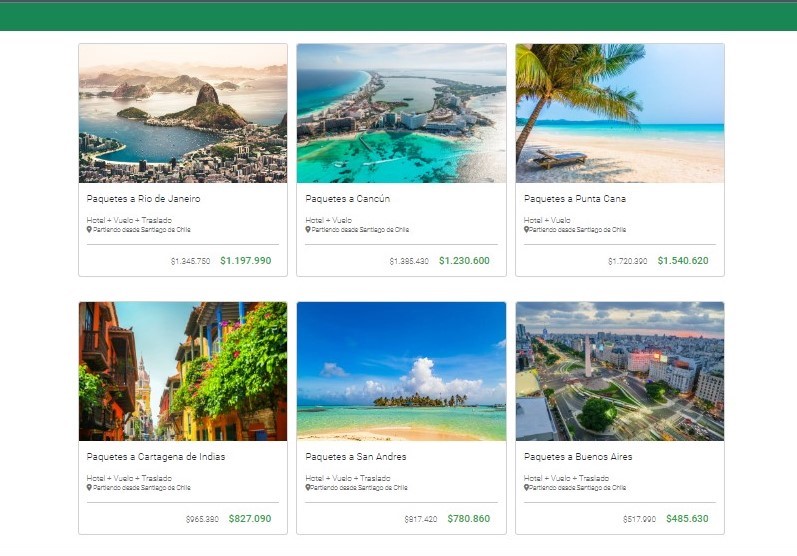 Paquetes a Rio de Janeiro
Hotel + Vuelo + Traslado
Partiendo desde Santiago de Chile
$1.345.750 $1.197.990
Paquetes a Cancún
Hotel + Vuelo
Partiendo desde Santiago de Chile
$1.385.430 $1.230.600
Paquetes a Punta Cana
Hotel + Vuelo
Partiendo desde Santiago de Chile
$1.720.390 $1.540.620
Paquetes a Cartagena de Indias
Hotel + Vuelo + Traslado
Partiendo desde Santiago de Chile
$965.380 $827.090
Paquetes a San Andres
Hotel + Vuelo + Traslado
Partiendo desde Santiago de Chile
$817.420 $780.860
Paquetes a Buenos Aires
Hotel + Vuelo + Traslado
Partiendo desde Santiago de Chile
$517.990 $485.630